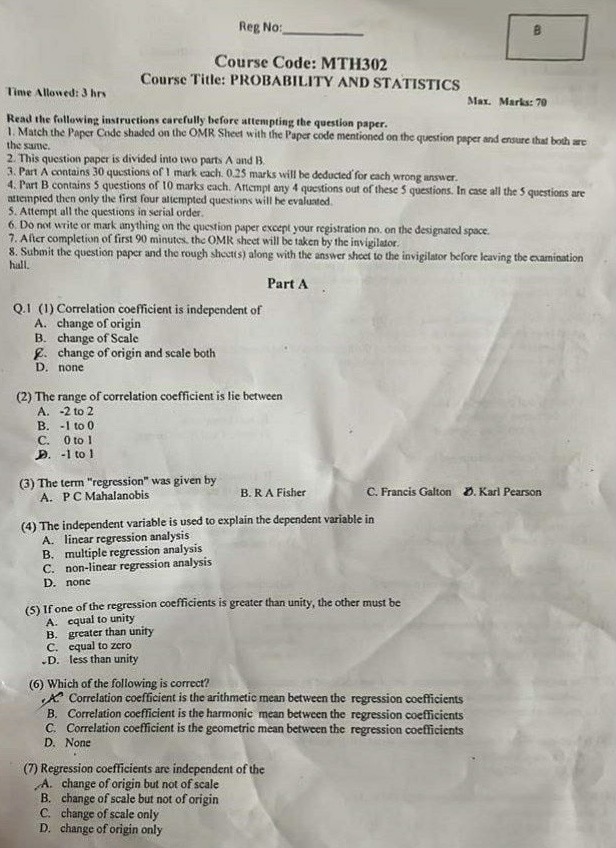 Reg No:
B
Course Code: MTH302
Course Title: PROBABILITY AND STATISTICS
Time Allowed: 3 hrs
Max. Marks: 70
Read the following instructions carefully before attempting the question paper.
1. Match the Paper Code shaded on the OMR Sheet with the Paper code mentioned on the question paper and ensure that both are
the same.
2. This question paper is divided into two parts A and B.
3. Part A contains 30 questions of 1 mark each. 0.25 marks will be deducted for each wrong answer.
4. Part B contains 5 questions of 10 marks each. Attempt any 4 questions out of these 5 questions. In case all the 5 questions are
attempted then only the first four attempted questions will be evaluated.
5. Attempt all the questions in serial order.
6. Do not write or mark anything on the question paper except your registration no. on the designated space.
7. After completion of first 90 minutes, the OMR sheet will be taken by the invigilator.
8. Submit the question paper and the rough sheet(s) along with the answer sheet to the invigilator before leaving the examination
hall.
Part A
Q.1 (1) Correlation coefficient is independent of
A. change of origin
B. change of Scale
C. change of origin and scale both
D. none
(2) The range of correlation coefficient is lie between
A. -2 to 2
B. -1 to 0
C. 0 to 1
D. -1 to 1
(3) The term "regression" was given by
A. P C Mahalanobis B. R A Fisher C. Francis Galton D. Karl Pearson
(4) The independent variable is used to explain the dependent variable in
A. linear regression analysis
B. multiple regression analysis
C. non-linear regression analysis
D. none
(5) If one of the regression coefficients is greater than unity, the other must be
A. equal to unity
B. greater than unity
C. equal to zero
D. less than unity
(6) Which of the following is correct?
A. Correlation coefficient is the arithmetic mean between the regression coefficients
B. Correlation coefficient is the harmonic mean between the regression coefficients
C. Correlation coefficient is the geometric mean between the regression coefficients
D. None
(7) Regression coefficients are independent of the
A. change of origin but not of scale
B. change of scale but not of origin
C. change of scale only
D. change of origin only